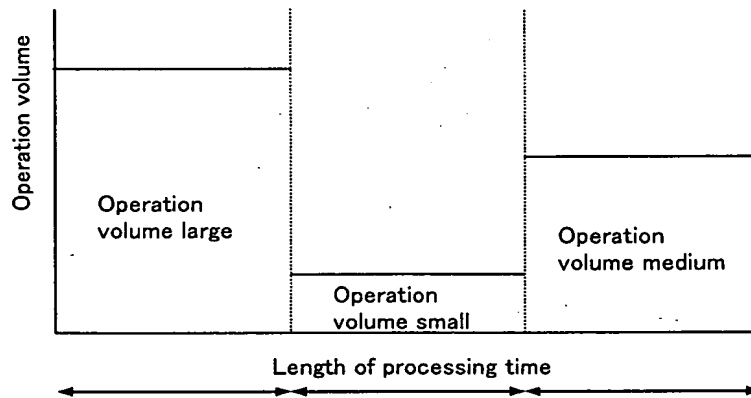 Operation volume
Operation
volume large
Operation
volume small
Operation
volume medium
Length of processing time